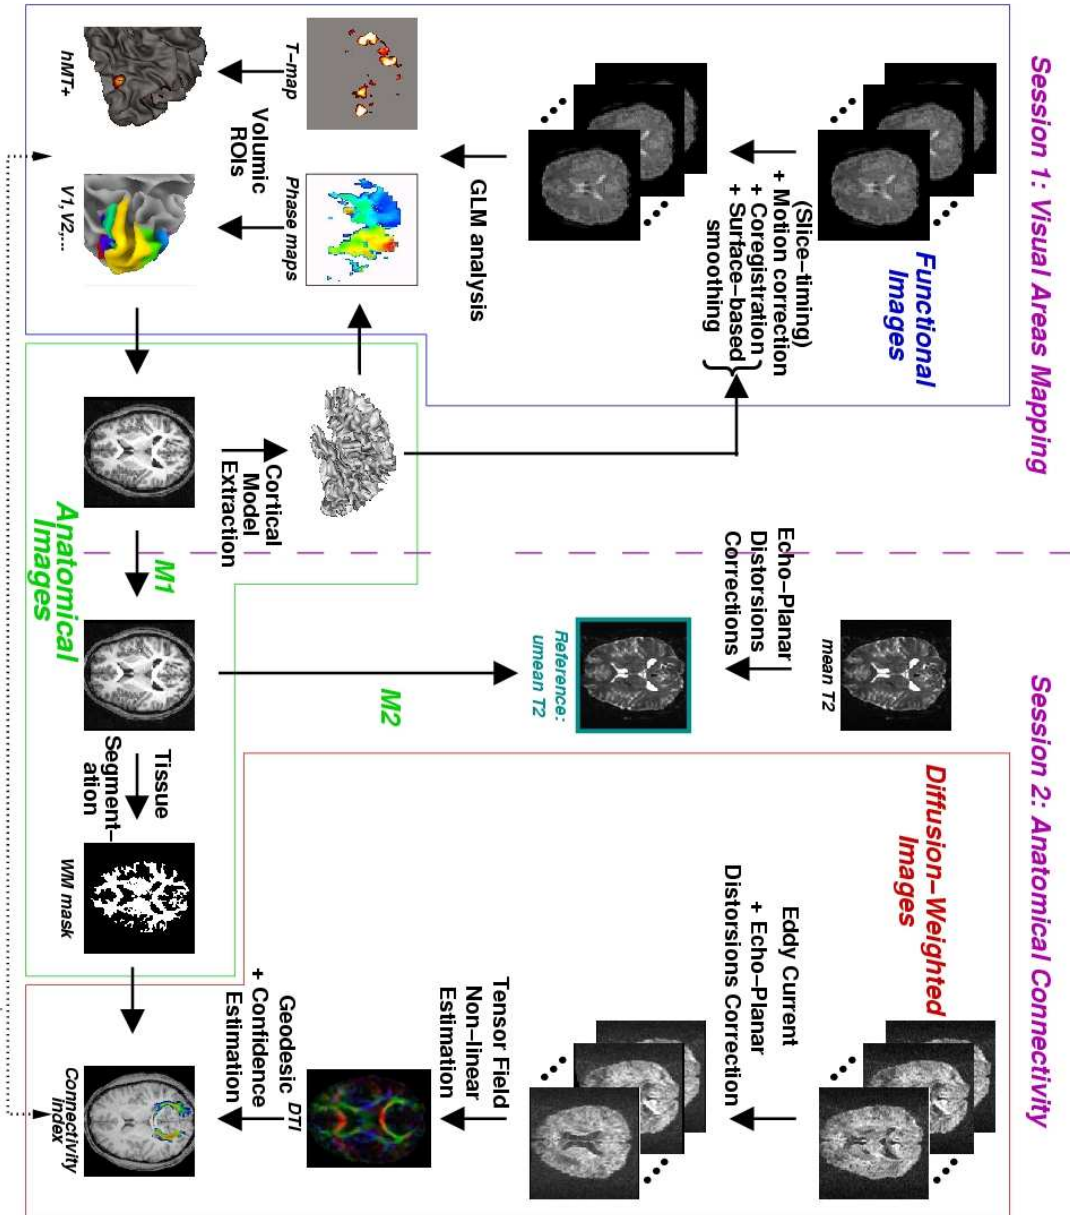 Session 1: Visual Areas Mapping
Session 2: Anatomical Connectivity
Functional
Images
(Slice-timing)
+ Motion correction
+ Coregistration
+ Surface-based
smoothing
GLM analysis
T-map
Phase maps
Volumic
ROIs
hMT+
V1,V2,...
Cortical
Model
Extraction
Anatomical
Images
M1
M2
mean T2
Echo-Planar
Distorsions
Corrections
Reference:
umean T2
Tissue
Segment-
ation
WM mask
Diffusion-Weighted
Images
Eddy Current
+ Echo-Planar
Distorsions Correction
Tensor Field
Non-linear
Estimation
DTI
Geodesic
+ Confidence
Estimation
Connectivity
index